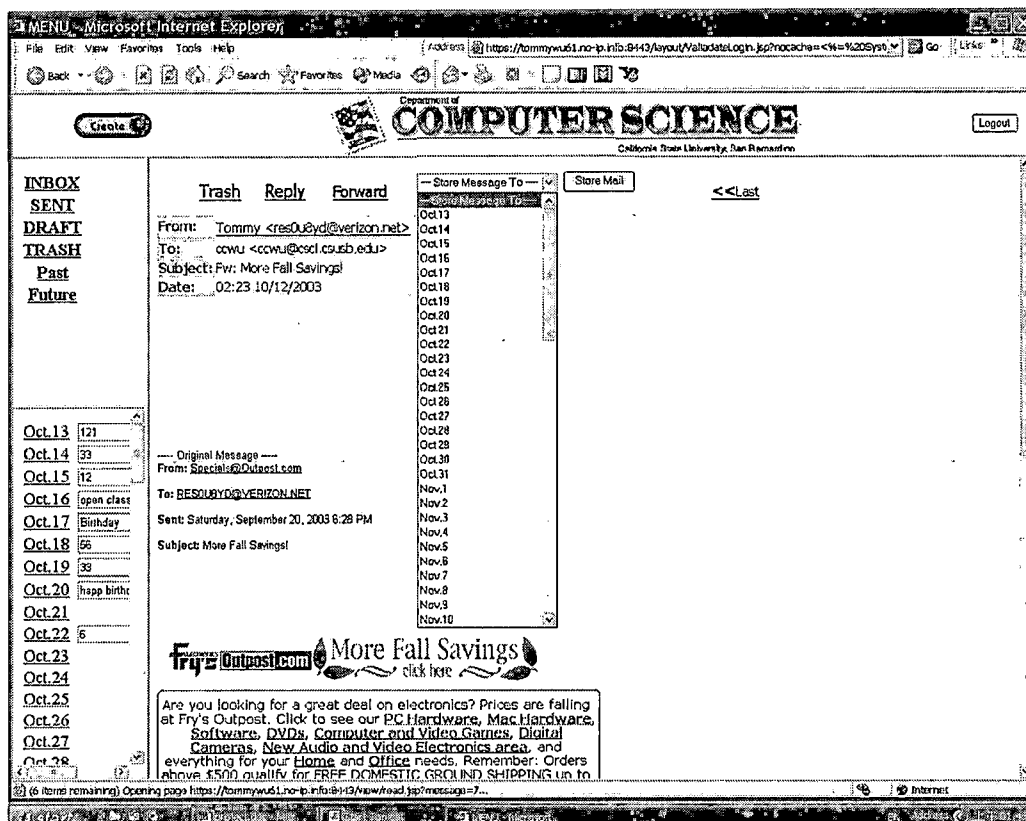 MENU - Microsoft Internet Explorer
File Edit View Favorites Tools Help
Address https://tommywu61.no-ip.info:8443/layout/ValidateLogin.jsp?nocache=<%=%20Syst
Go Links »
Back Search Favorites Media
Create
Department of
COMPUTER SCIENCE
California State University, San Bernardino
Logout
INBOX
SENT
DRAFT
TRASH
Past
Future
Trash Reply Forward
--- Store Message To ---
Store Mail
<<Last
From: Tommy <res0u8yd@verizon.net>
To: ccwu <ccwu@csci.csusb.edu>
Subject: Fw: More Fall Savings!
Date: 02:23 10/12/2003
--- Store Message To ---
Oct.13
Oct.14
Oct.15
Oct.16
Oct.17
Oct.18
Oct.19
Oct.20
Oct.21
Oct.22
Oct.23
Oct.24
Oct.25
Oct.26
Oct.27
Oct.28
Oct.29
Oct.30
Oct.31
Nov.1
Nov.2
Nov.3
Nov.4
Nov.5
Nov.6
Nov.7
Nov.8
Nov.9
Nov.10
Oct.13 121
Oct.14 33
Oct.15 12
Oct.16 open class
Oct.17 Birthday
Oct.18 56
Oct.19 33
Oct.20 happ birthd
Oct.21
Oct.22 6
Oct.23
Oct.24
Oct.25
Oct.26
Oct.27
Oct.28
---- Original Message ----
From: Specials@Outpost.com
To: RES0U8YD@VERIZON.NET
Sent: Saturday, September 20, 2003 6:28 PM
Subject: More Fall Savings!
Fry's Outpost.com
More Fall Savings
click here
Are you looking for a great deal on electronics? Prices are falling
at Fry's Outpost. Click to see our PC Hardware, Mac Hardware,
Software, DVDs, Computer and Video Games, Digital
Cameras, New Audio and Video Electronics area, and
everything for your Home and Office needs. Remember: Orders
above $500 qualify for FREE DOMESTIC GROUND SHIPPING up to
(6 items remaining) Opening page https://tommywu61.no-ip.info:8443/view/read.jsp?message=7...
Internet